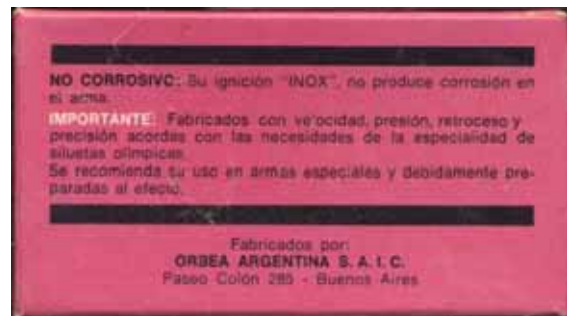 NO CORROSIVO: Su ignición "INOX", no produce corrosión en
el arma.
IMPORTANTE: Fabricados con velocidad, presión, retroceso y
precisión acordes con las necesidades de la especialidad de
siluetas olímpicas.
Se recomienda su uso en armas especiales y debidamente pre-
paradas al efecto.
Fabricados por:
ORBEA ARGENTINA S. A. I. C.
Paseo Colón 285 - Buenos Aires